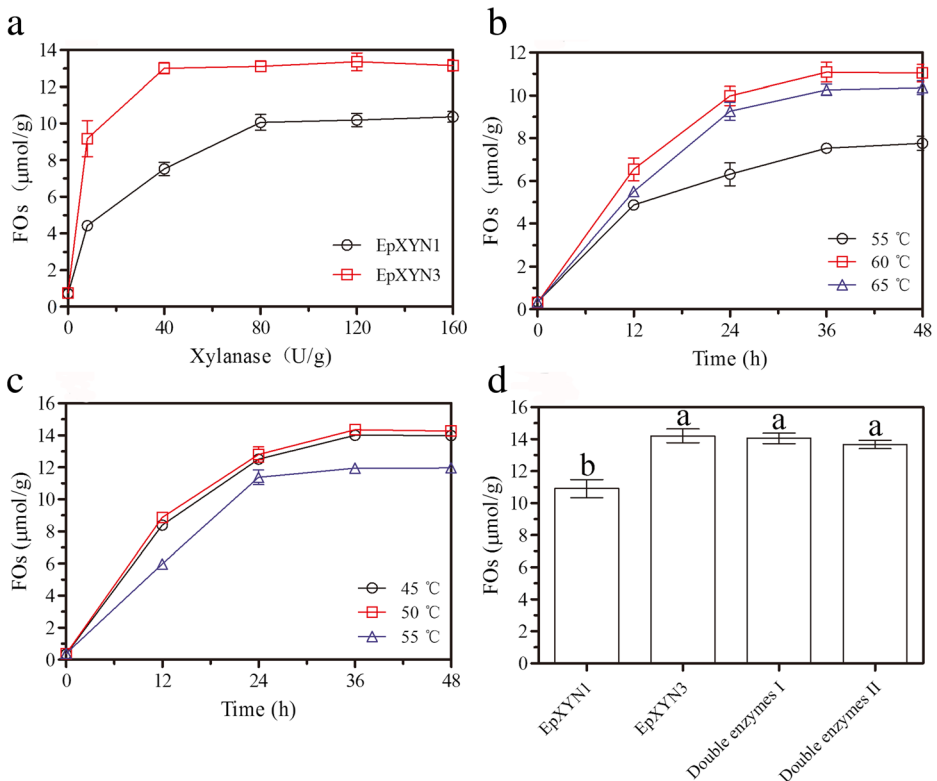 a
14
12
10
8
6
4
2
0
FOs (μmol/g)
EpXYN1
EpXYN3
0 40 80 120 160
Xylanase (U/g)
b
12
10
8
6
4
2
0
FOs (μmol/g)
55 ℃
60 ℃
65 ℃
0 12 24 36 48
Time (h)
c
16
14
12
10
8
6
4
2
0
FOs (μmol/g)
45 ℃
50 ℃
55 ℃
0 12 24 36 48
Time (h)
d
16
14
12
10
8
6
4
2
0
FOs (μmol/g)
b a a a
EpXYN1
EpXYN3
Double enzymes I
Double enzymes II